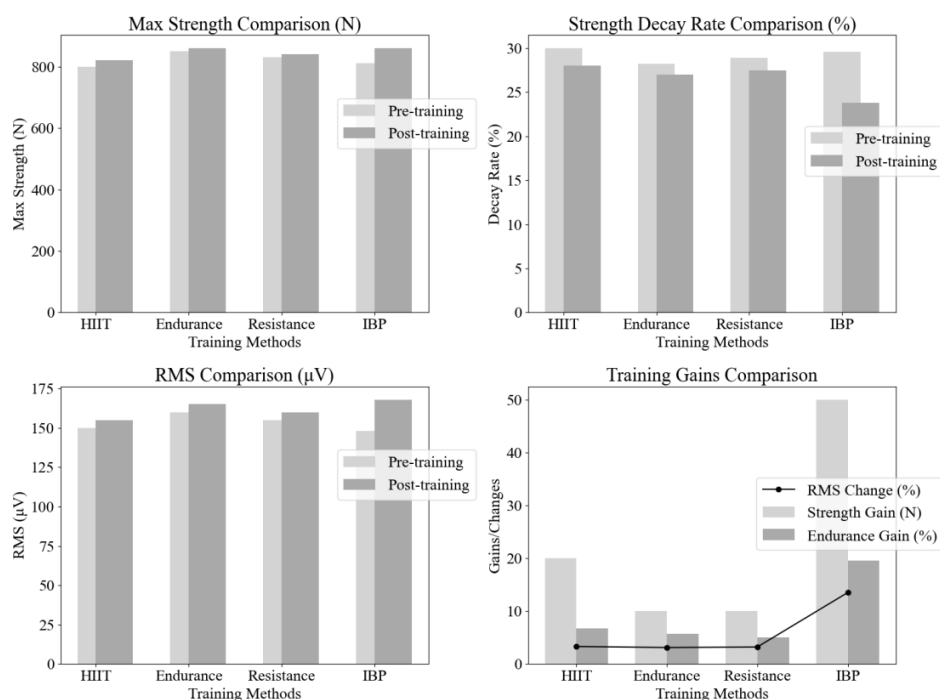 Max Strength Comparison (N)
Max Strength (N)
800
600
400
200
0
Pre-training
Post-training
HIIT Endurance Resistance IBP
Training Methods
Strength Decay Rate Comparison (%)
Decay Rate (%)
30
25
20
15
10
5
0
Pre-training
Post-training
HIIT Endurance Resistance IBP
Training Methods
RMS Comparison (µV)
RMS (µV)
175
150
125
100
75
50
25
0
Pre-training
Post-training
HIIT Endurance Resistance IBP
Training Methods
Training Gains Comparison
Gains/Changes
50
40
30
20
10
0
RMS Change (%)
Strength Gain (N)
Endurance Gain (%)
HIIT Endurance Resistance IBP
Training Methods